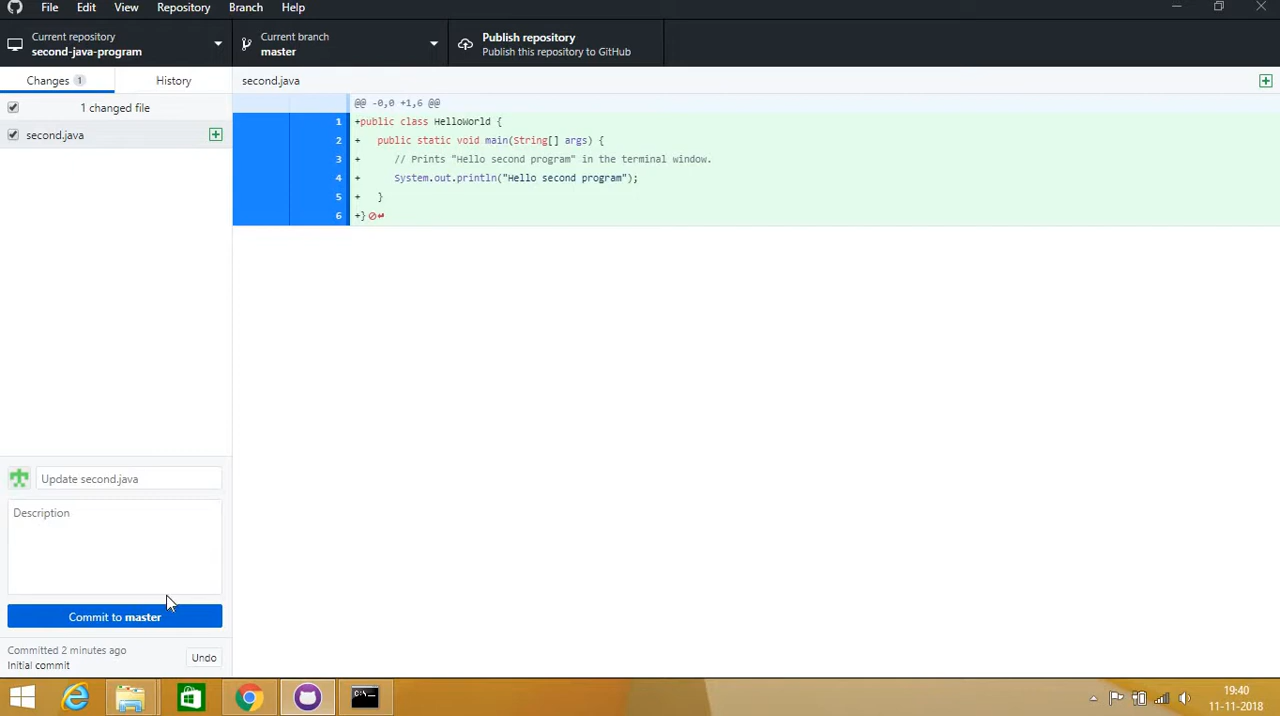 File Edit View Repository Branch Help
Current repository
second-java-program
Current branch
master
Publish repository
Publish this repository to GitHub
Changes 1 History
second.java
1 changed file
second.java
@@ -0,0 +1,6 @@
1 +public class HelloWorld {
2 + public static void main(String[] args) {
3 + // Prints "Hello second program" in the terminal window.
4 + System.out.println("Hello second program");
5 + }
6 +}
Update second.java
Description
Commit to master
Committed 2 minutes ago
Initial commit
Undo
19:40
11-11-2018